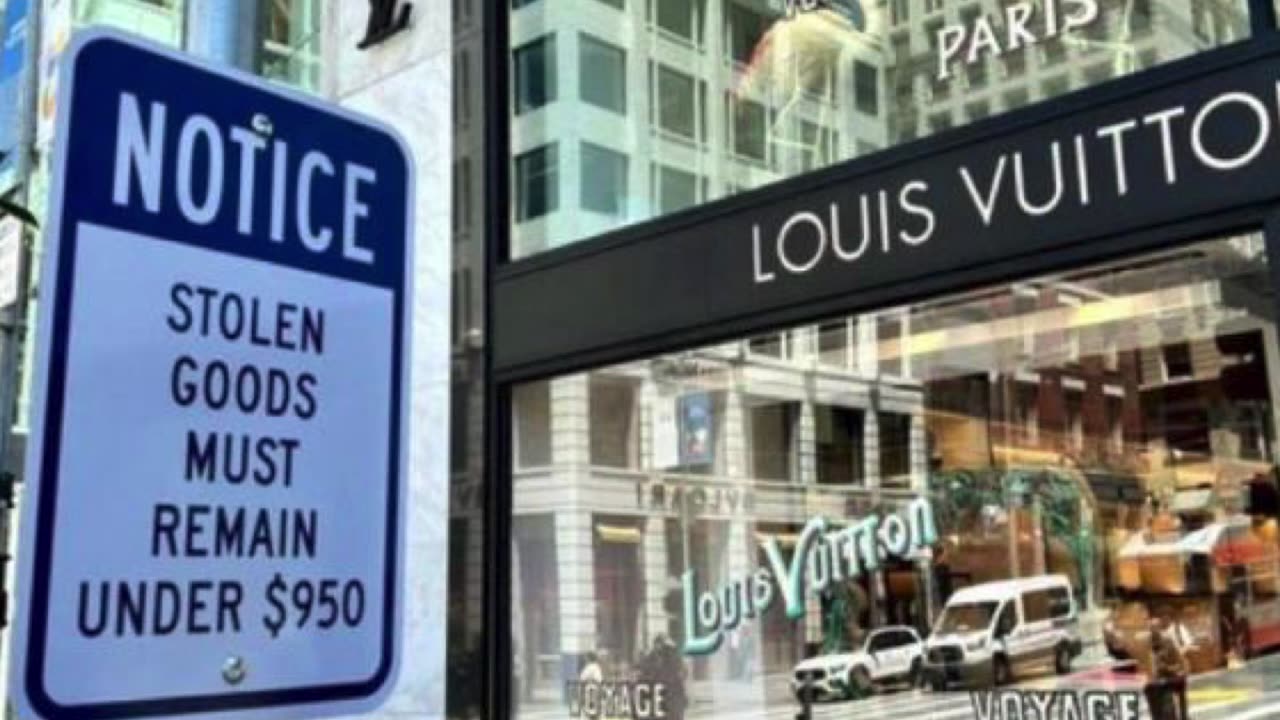 NOTICE
STOLEN
GOODS
MUST
REMAIN
UNDER $950
PARIS
LOUIS VUITTO
Louis Vuitton
VOYAGE
VOYAGE